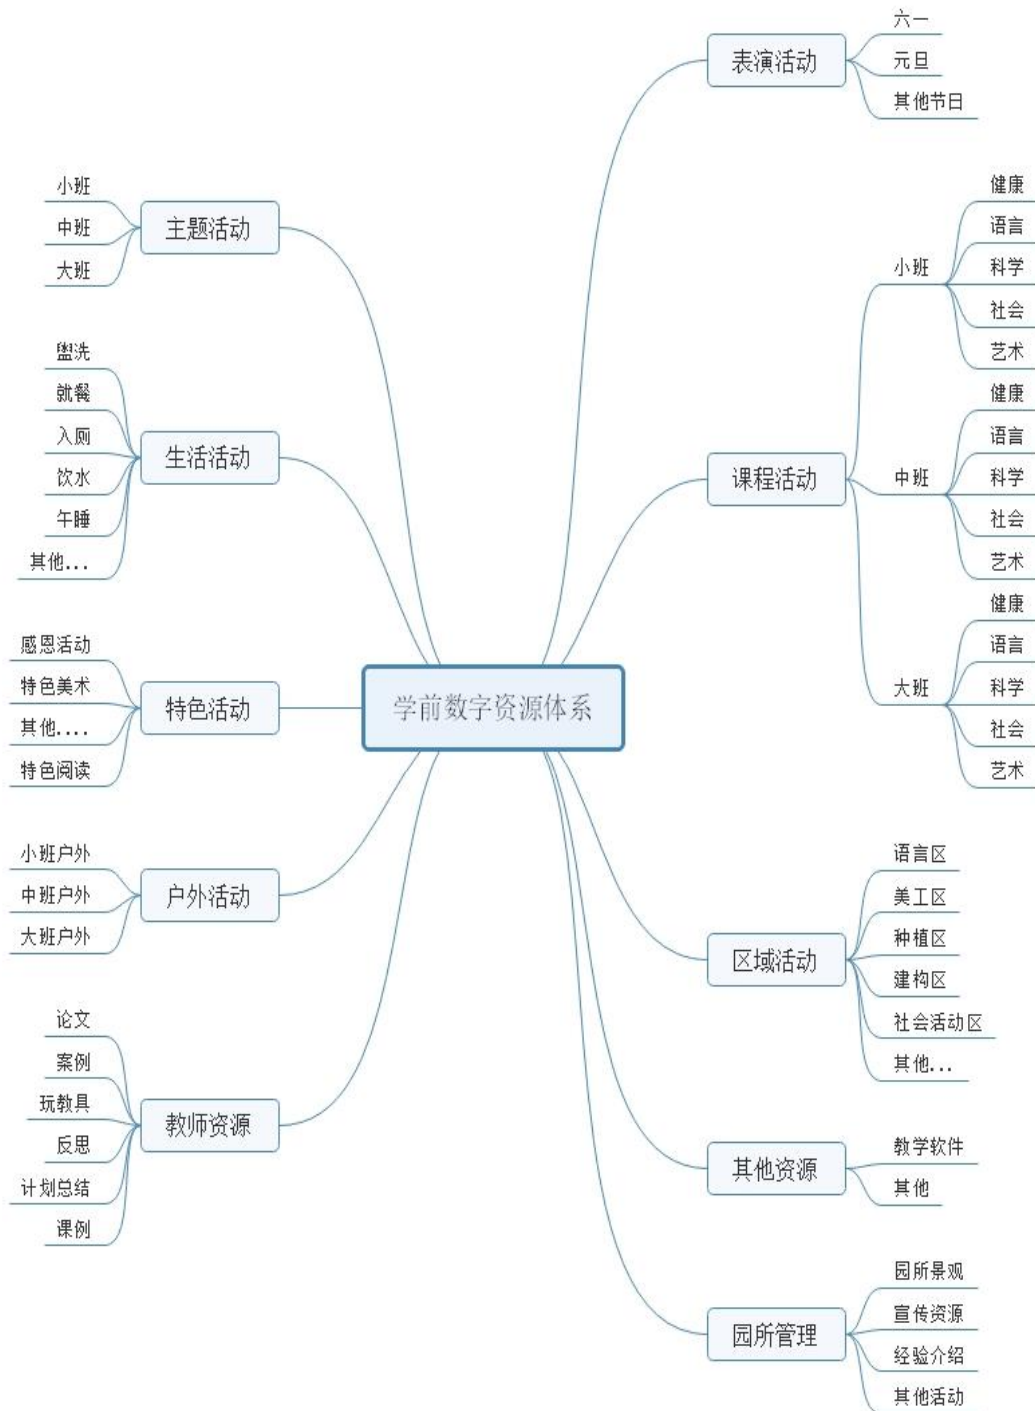 学前数字资源体系
表演活动
六一
元旦
其他节日
课程活动
小班
健康
语言
科学
社会
艺术
中班
健康
语言
科学
社会
艺术
大班
健康
语言
科学
社会
艺术
区域活动
语言区
美工区
种植区
建构区
社会活动区
其他...
其他资源
教学软件
其他
园所管理
园所景观
宣传资源
经验介绍
其他活动
主题活动
小班
中班
大班
生活活动
盥洗
就餐
入厕
饮水
午睡
其他...
特色活动
感恩活动
特色美术
其他....
特色阅读
户外活动
小班户外
中班户外
大班户外
教师资源
论文
案例
玩教具
反思
计划总结
课例